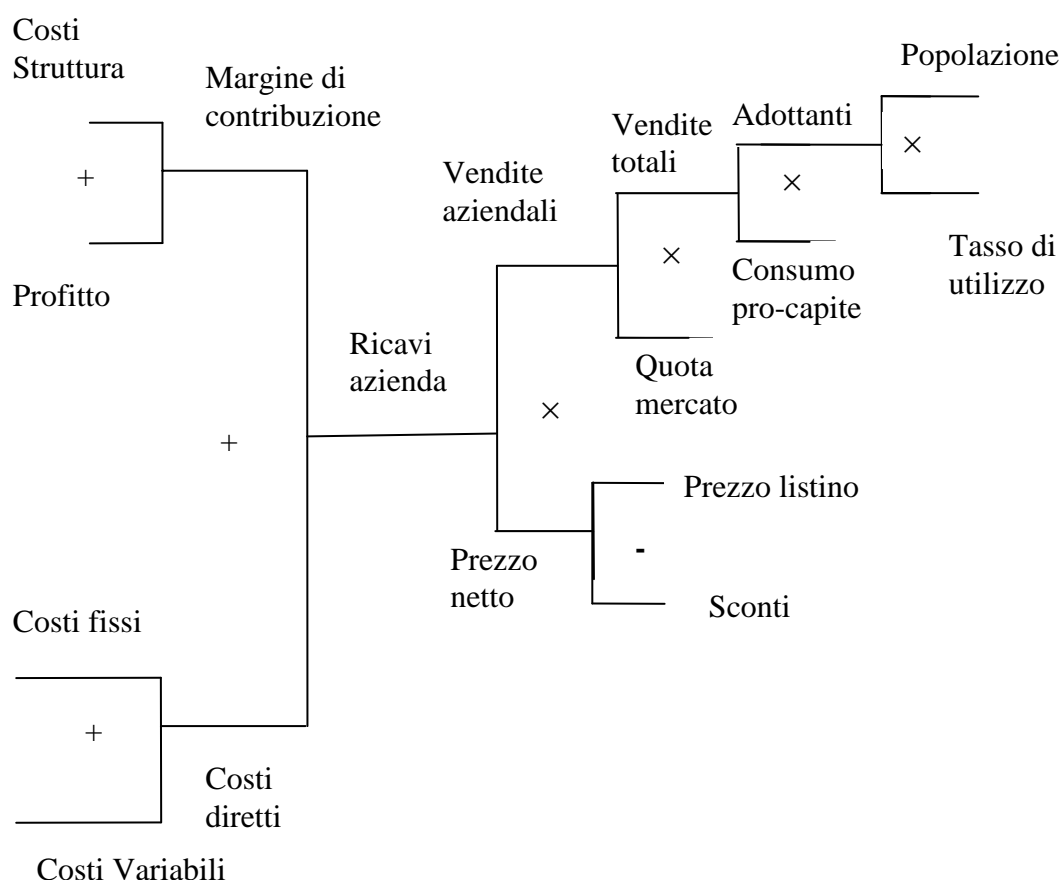 Costi
Struttura
Margine di
contribuzione
Popolazione
Adottanti
Vendite
totali
×
×
+
Vendite
aziendali
×
Tasso di
utilizzo
Consumo
pro-capite
Profitto
Ricavi
azienda
Quota
mercato
×
+
Prezzo listino
-
Prezzo
netto
Sconti
Costi fissi
+
Costi
diretti
Costi Variabili